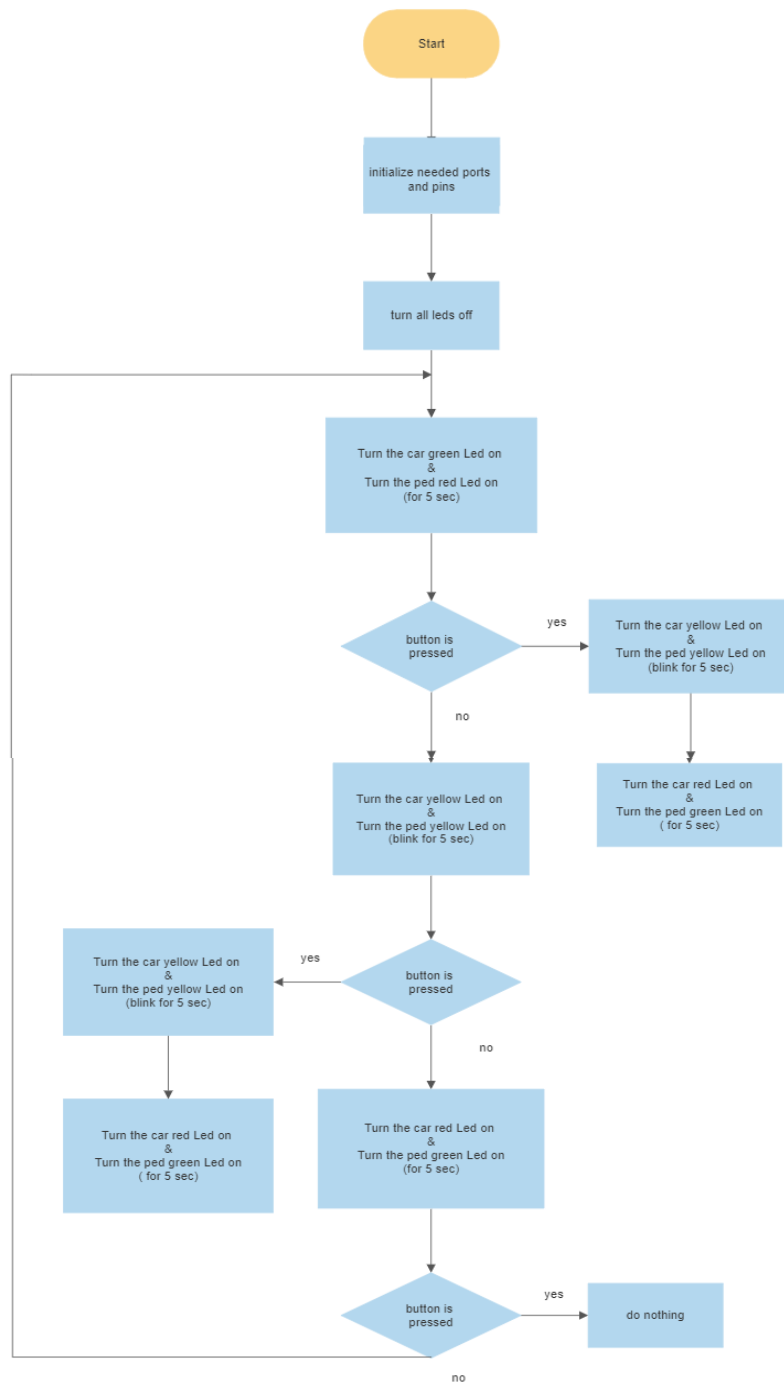 Start
initialize needed ports
and pins
turn all leds off
Turn the car green Led on
&
Turn the ped red Led on
(for 5 sec)
button is
pressed
yes
Turn the car yellow Led on
&
Turn the ped yellow Led on
(blink for 5 sec)
no
Turn the car red Led on
&
Turn the ped green Led on
( for 5 sec)
Turn the car yellow Led on
&
Turn the ped yellow Led on
(blink for 5 sec)
button is
pressed
yes
Turn the car yellow Led on
&
Turn the ped yellow Led on
(blink for 5 sec)
no
Turn the car red Led on
&
Turn the ped green Led on
( for 5 sec)
Turn the car red Led on
&
Turn the ped green Led on
(for 5 sec)
button is
pressed
yes
do nothing
no